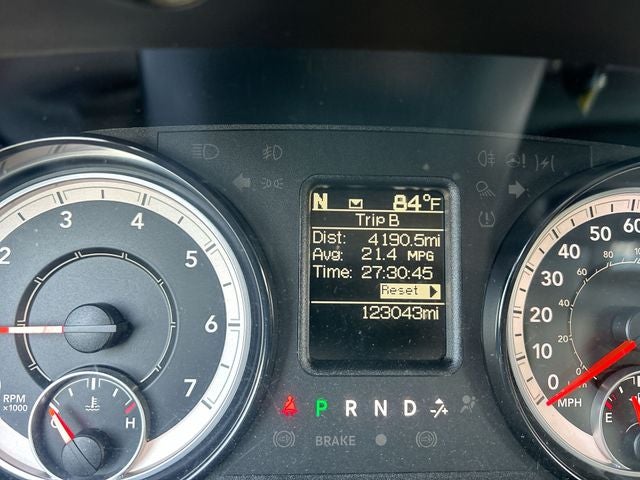 N 84°F
Trip B
Dist: 4190.5mi
Avg: 21.4 MPG
Time: 27:30:45
Reset
123043mi
2 3 4 5 6 7
RPM
x1000
H
P R N D
BRAKE
0 10 20 30 40 50 60
MPH
E